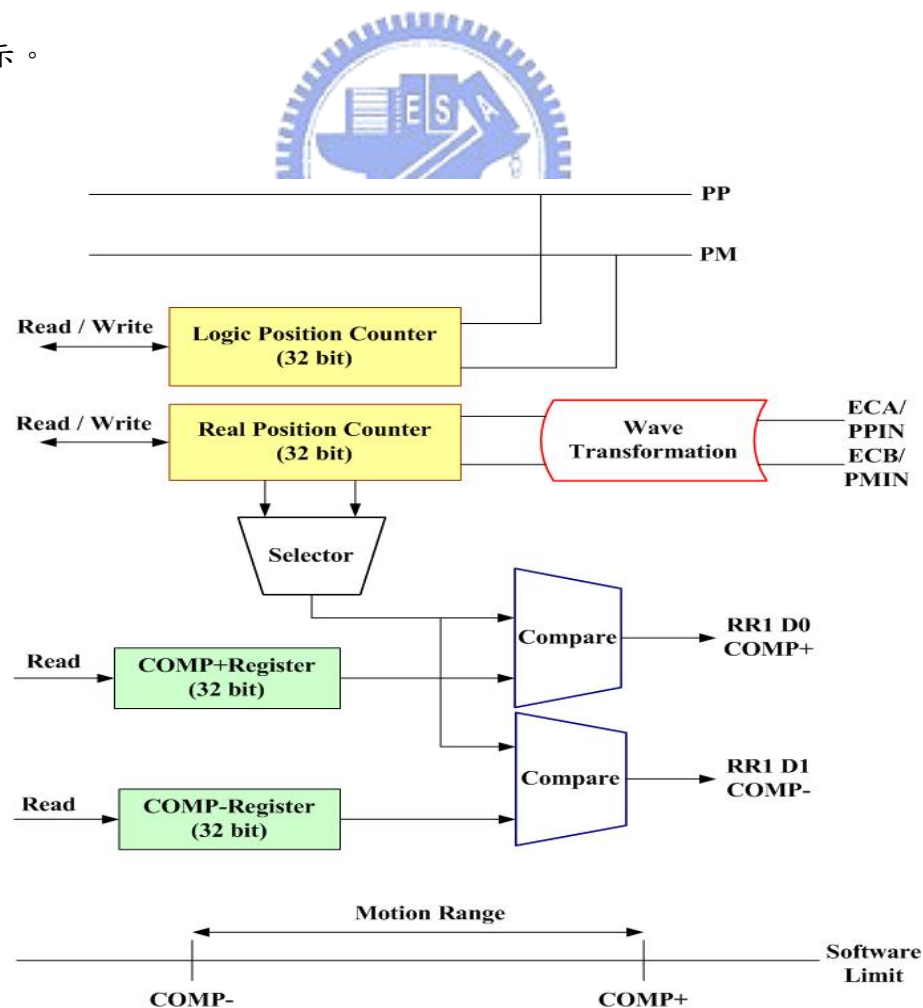 示。
ESA
PP
PM
Read / Write
Logic Position Counter
(32 bit)
Read / Write
Real Position Counter
(32 bit)
Wave
Transformation
ECA/
PPIN
ECB/
PMIN
Selector
Compare
RR1 D0
COMP+
Read
COMP+Register
(32 bit)
Compare
RR1 D1
COMP-
Read
COMP-Register
(32 bit)
Motion Range
Software
Limit
COMP-
COMP+